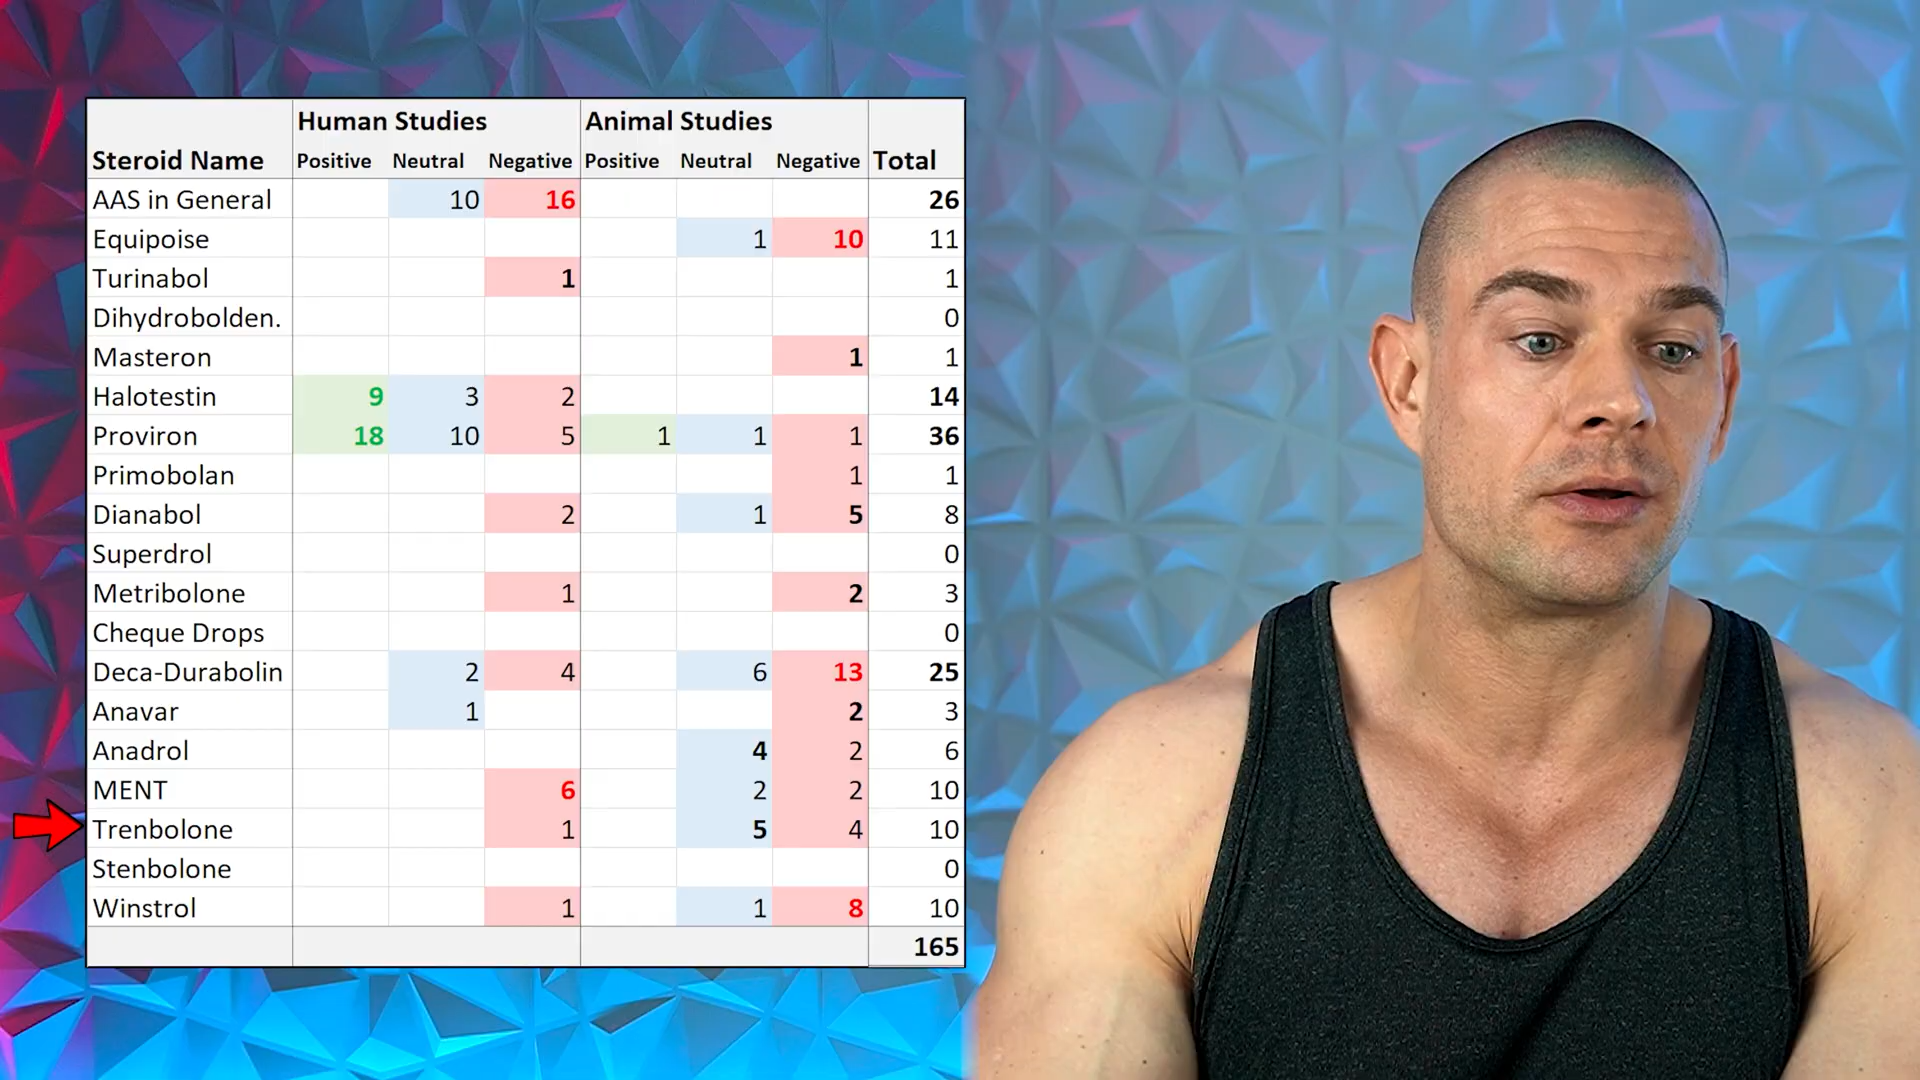 Human Studies Animal Studies
Steroid Name Positive Neutral Negative Positive Neutral Negative Total
AAS in General 10 16 26
Equipoise 1 10 11
Turinabol 1 1
Dihydrobolden. 0
Masteron 1 1
Halotestin 9 3 2 14
Proviron 18 10 5 1 1 1 36
Primobolan 1 1
Dianabol 2 1 5 8
Superdrol 0
Metribolone 1 2 3
Cheque Drops 0
Deca-Durabolin 2 4 6 13 25
Anavar 1 2 3
Anadrol 4 2 6
MENT 6 2 2 10
Trenbolone 1 5 4 10
Stenbolone 0
Winstrol 1 1 8 10
165